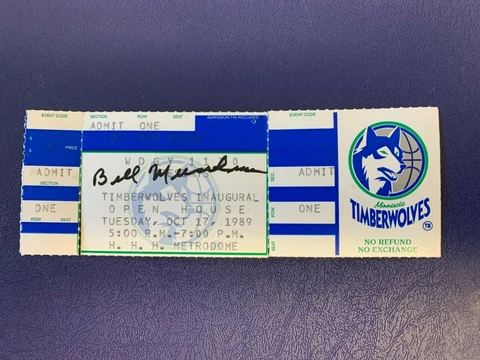 EVENT CODE
SECTION ROW SEAT
ADMISSION TAX INCLUDED
EVENT CODE
SECTION ROW SEAT
PRICE
ADMIT ONE
ADMIT
ADMIT
Bill
TIMBERWOLVES INAUGURAL
OPEN HOUSE
TUESDAY, OCT 17, 1989
5:00 P.M.-7:00 P.M.
H. H. H. METRODOME
ONE
ONE
Minnesota
TIMBERWOLVES
TM
NO REFUND
NO EXCHANGE